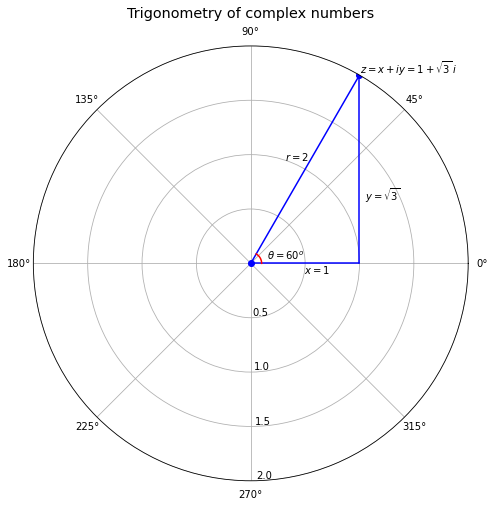 Trigonometry of complex numbers
90°
z = x + iy = 1 + √3 i
135°
45°
r = 2
y = √3
θ = 60°
180°
0°
x = 1
0.5
1.0
1.5
225°
315°
2.0
270°